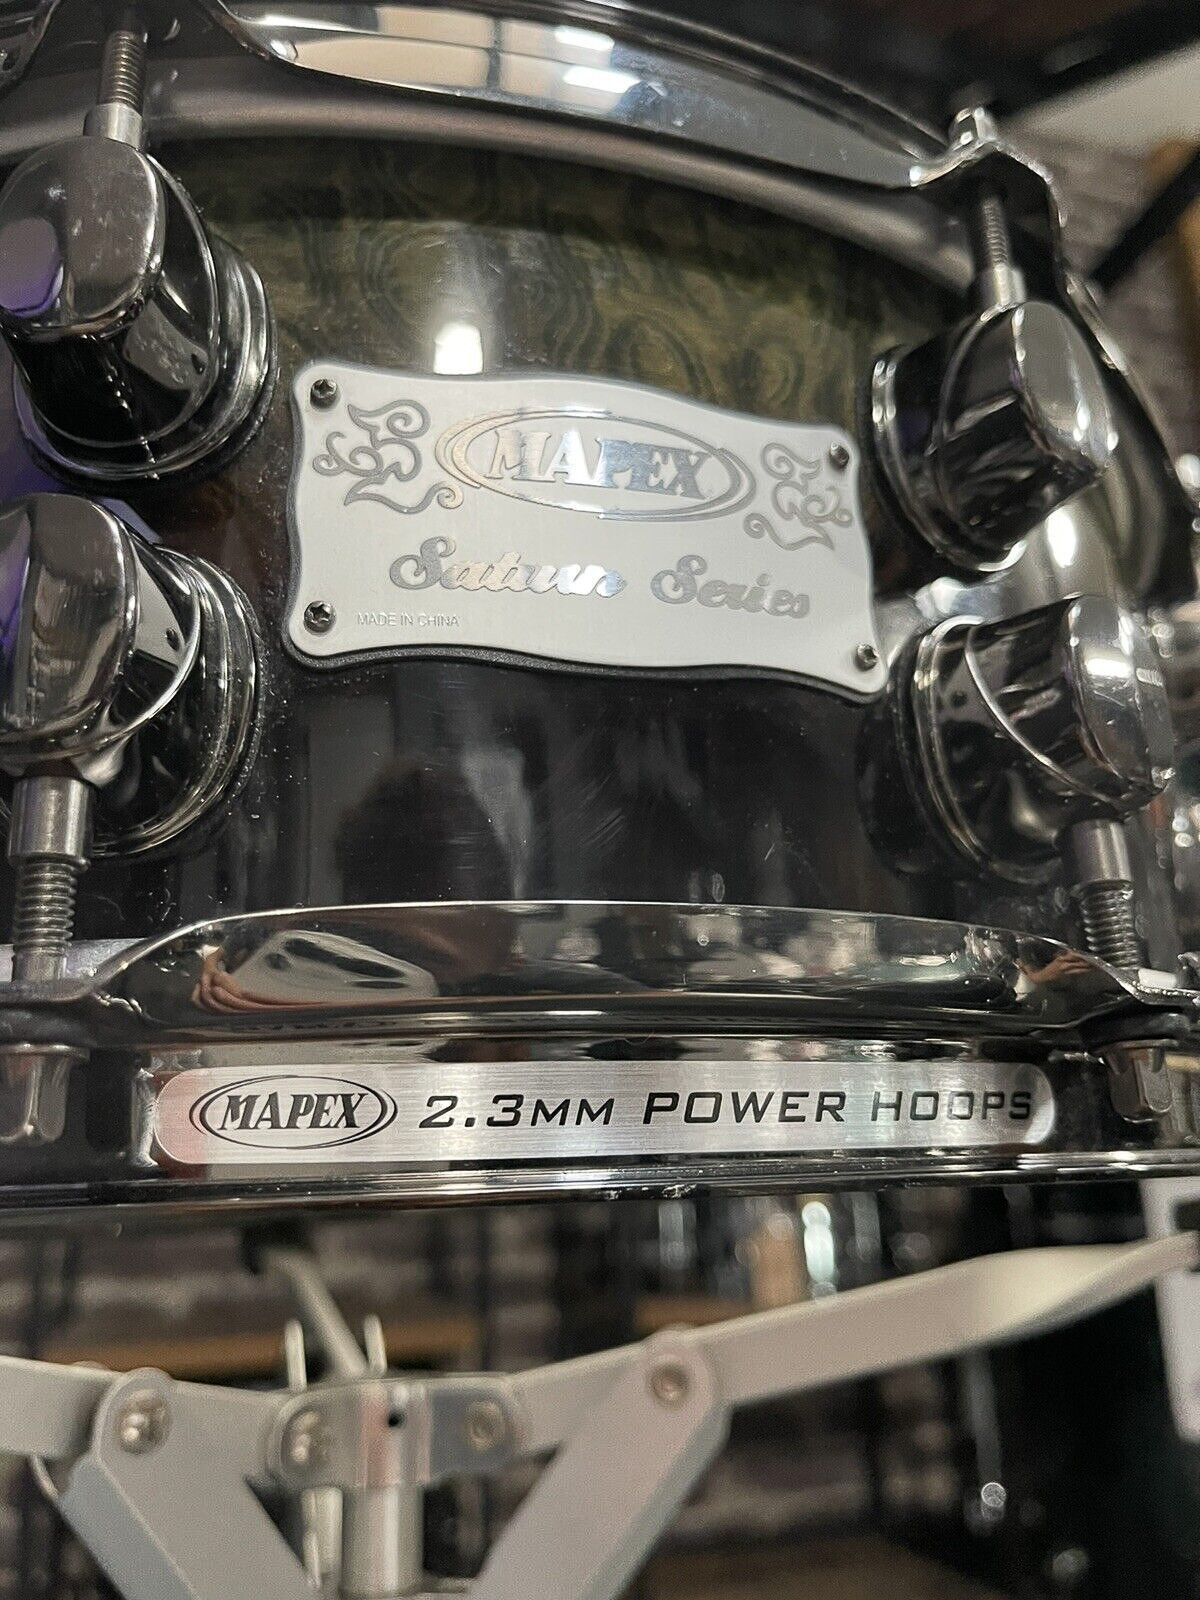 MAPEX
Saturn Series
MADE IN CHINA
MAPEX 2.3MM POWER HOOPS